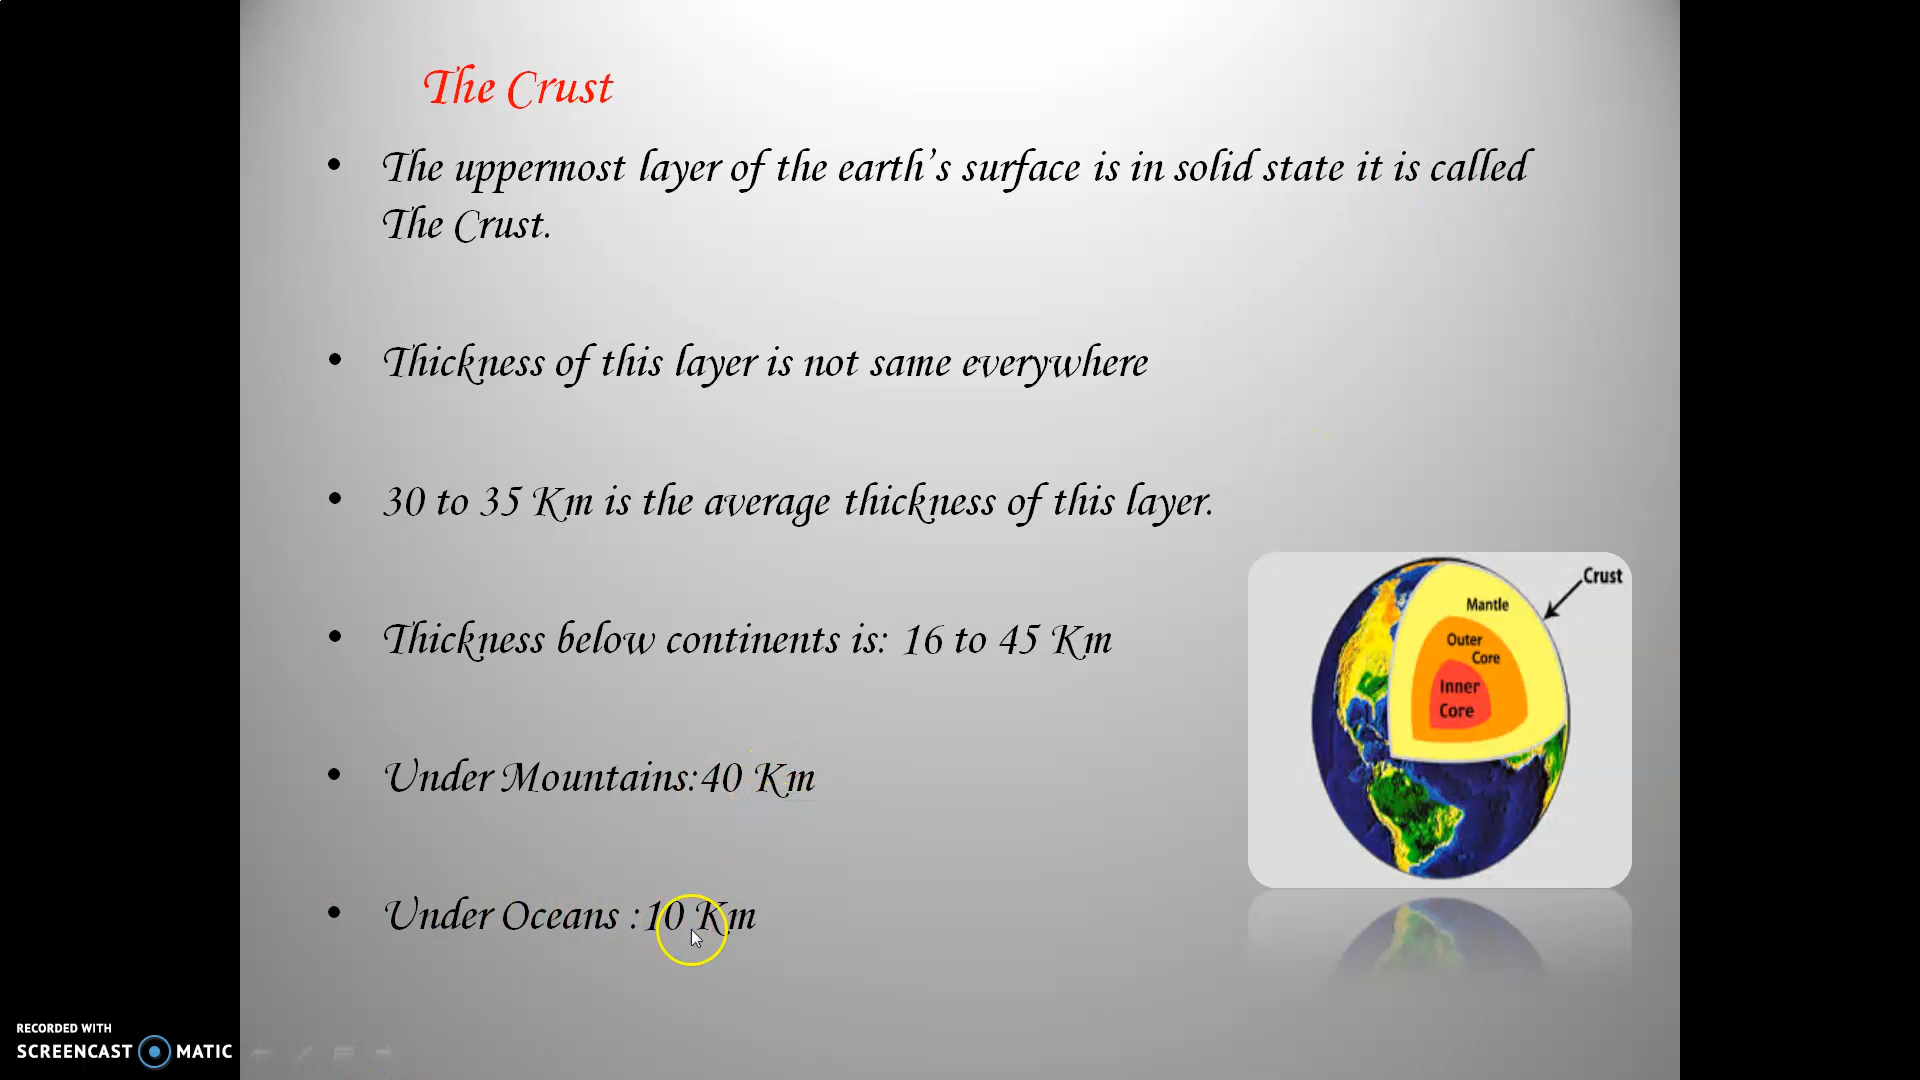 The Crust
• The uppermost layer of the earth's surface is in solid state it is called
The Crust.
• Thickness of this layer is not same everywhere
• 30 to 35 Km is the average thickness of this layer.
• Thickness below continents is: 16 to 45 Km
• Under Mountains:40 Km
• Under Oceans :10 Km
Crust
Mantle
Outer
Core
Inner
Core
RECORDED WITH
SCREENCAST MATIC